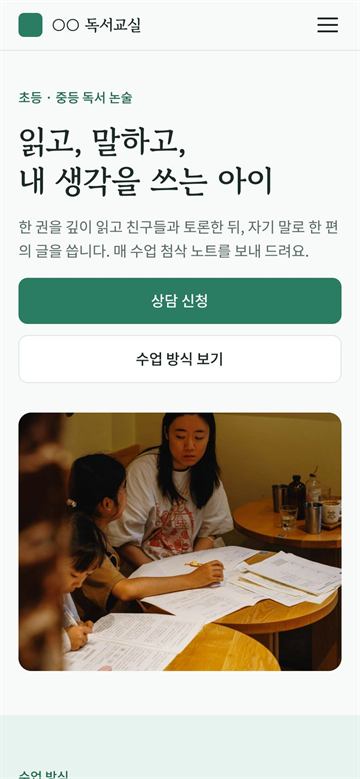 ○○ 독서교실
초등 · 중등 독서 논술
읽고, 말하고,
내 생각을 쓰는 아이
한 권을 깊이 읽고 친구들과 토론한 뒤, 자기 말로 한 편
의 글을 씁니다. 매 수업 첨삭 노트를 보내 드려요.
상담 신청
수업 방식 보기
수업 방식